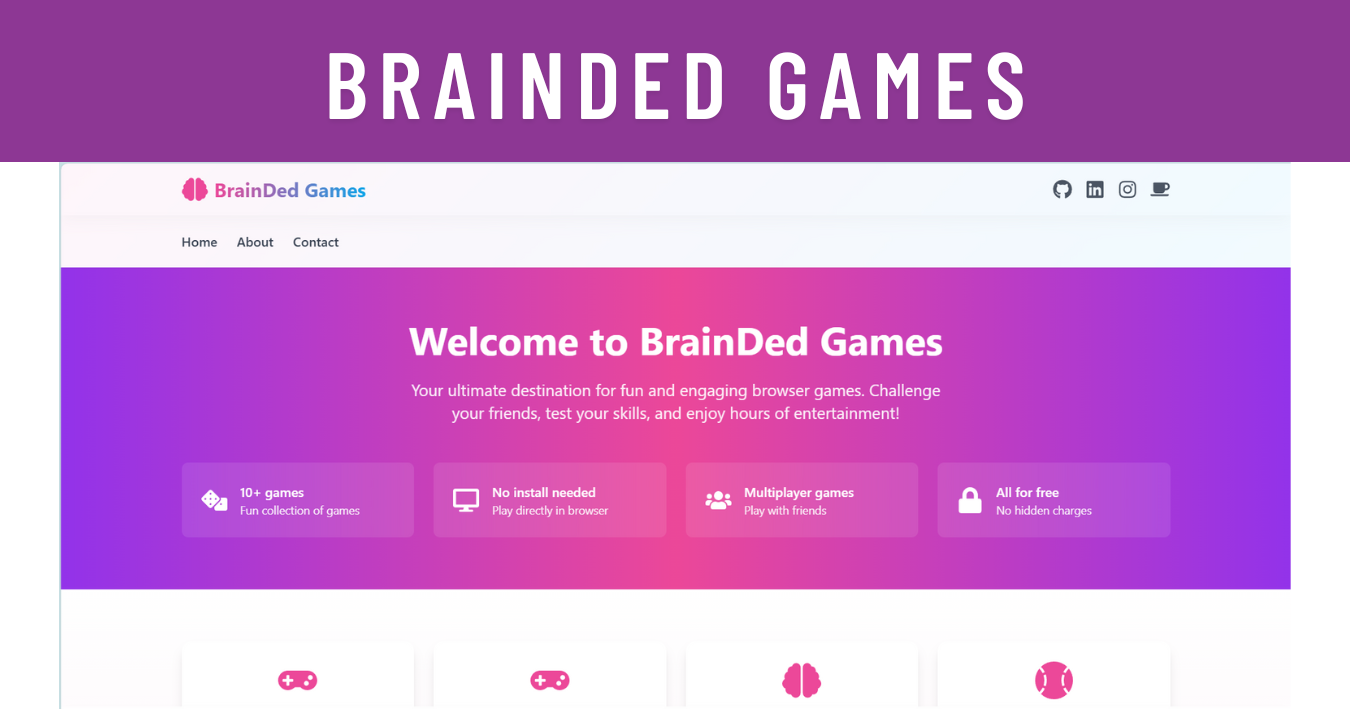 BRAINDED GAMES
BrainDed Games
Home About Contact
Welcome to BrainDed Games
Your ultimate destination for fun and engaging browser games. Challenge
your friends, test your skills, and enjoy hours of entertainment!
10+ games
Fun collection of games
No install needed
Play directly in browser
Multiplayer games
Play with friends
All for free
No hidden charges